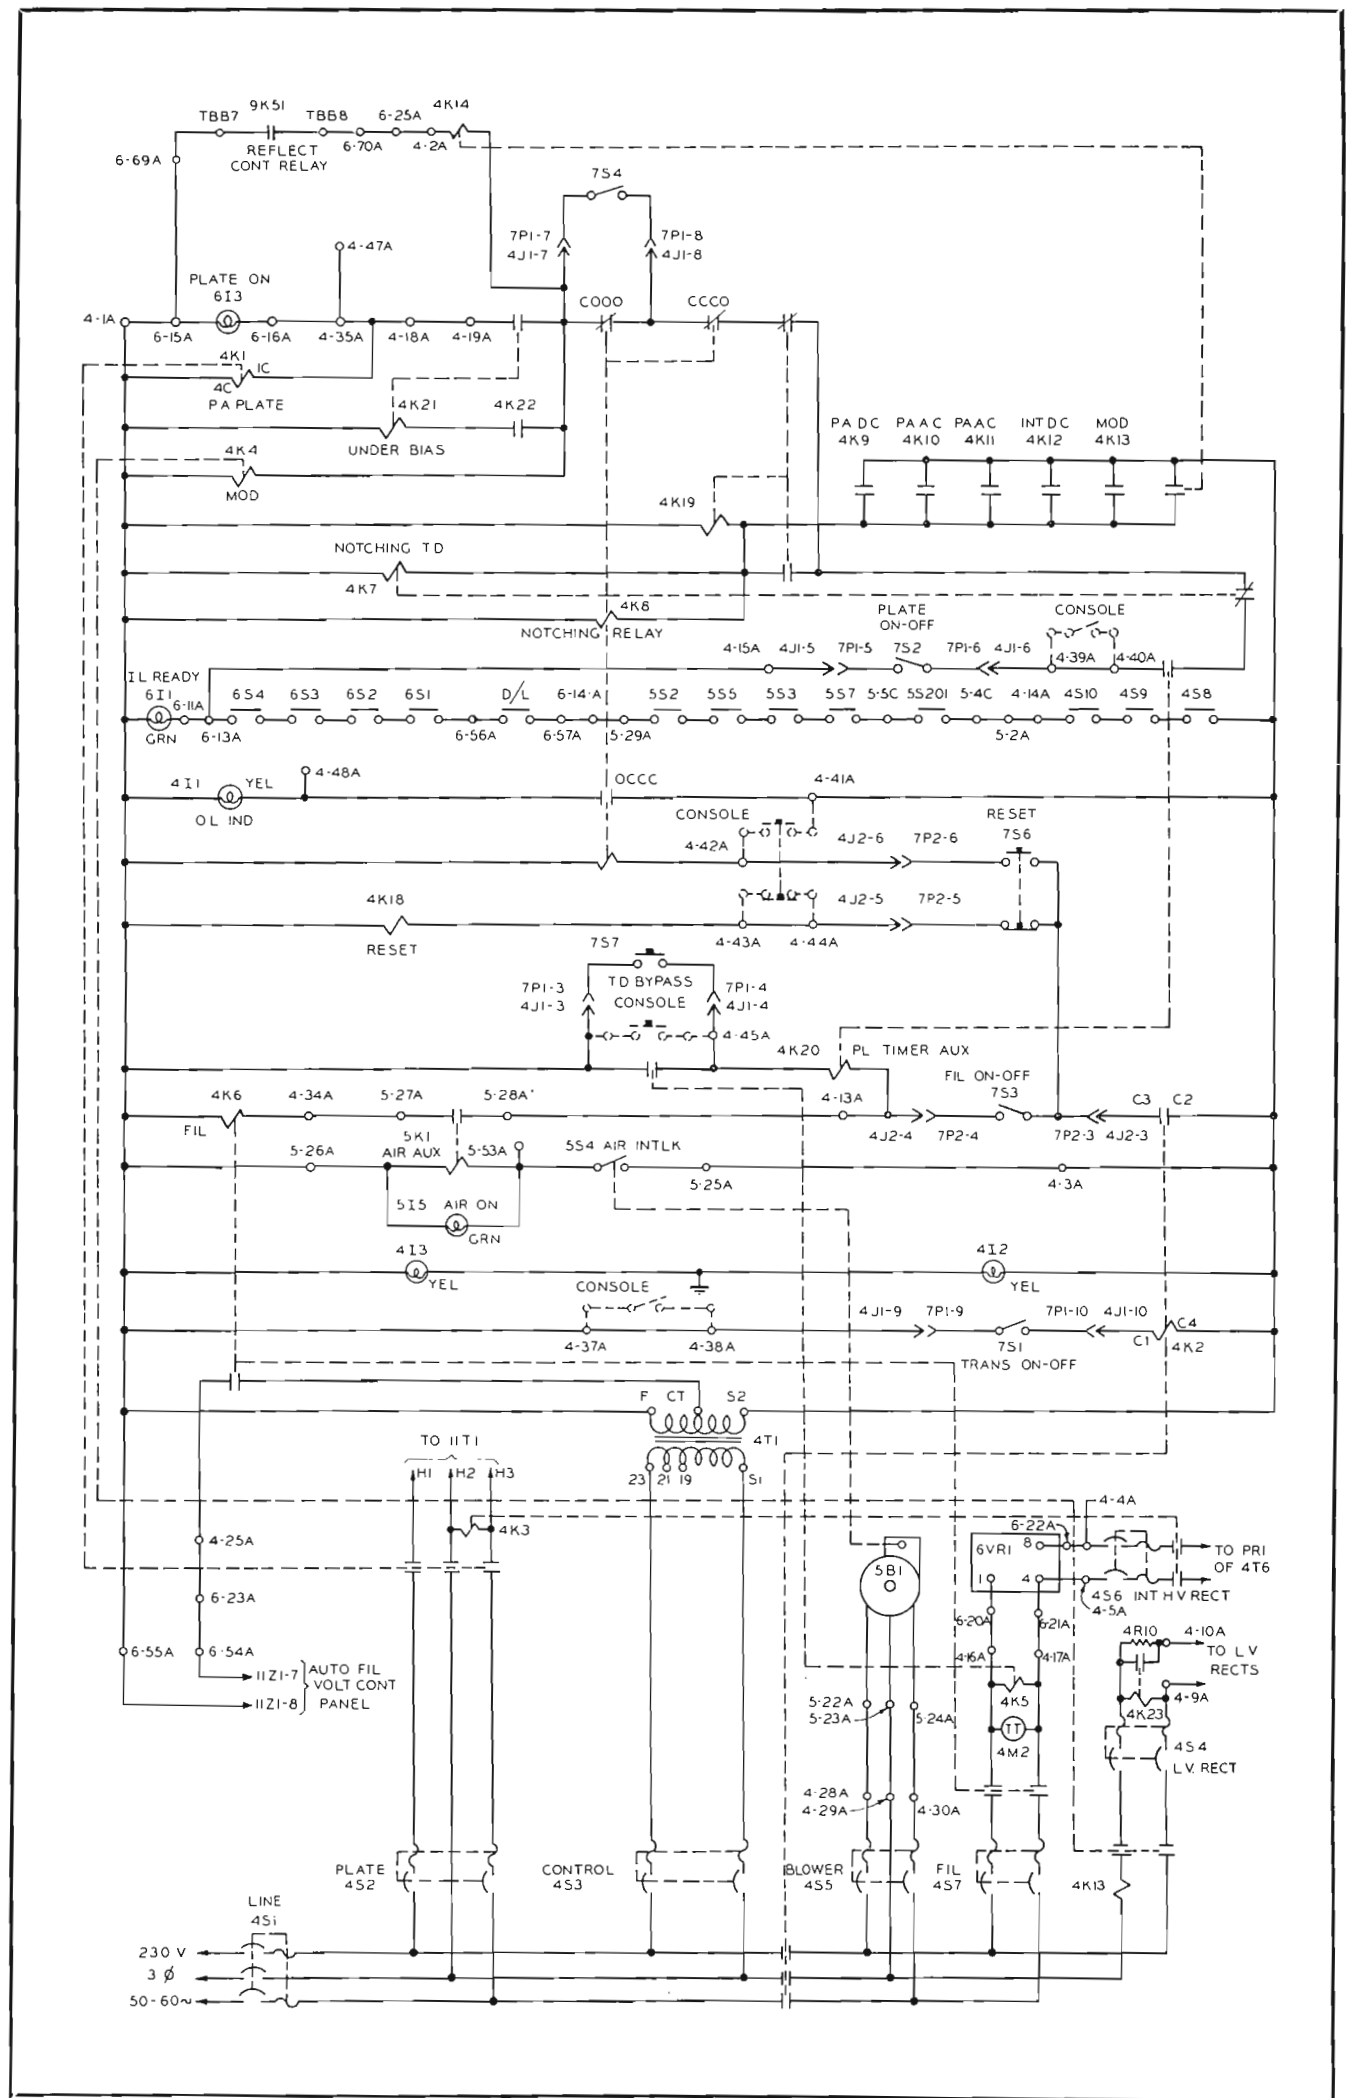 9K51
4K14
TBB7
TBB8
6-25A
REFLECT
CONT RELAY
6-70A
4-2A
6-69A
7S4
7P1-7
4J1-7
7P1-8
4J1-8
4-47A
PLATE ON
6I3
COOO
CCCO
4-1A
6-15A
6-16A
4-35A
4-18A
4-19A
4K1
1C
4C
PA PLATE
4K21
4K22
UNDER BIAS
4K4
MOD
PA DC
4K9
PA AC
4K10
PA AC
4K11
INT DC
4K12
MOD
4K13
4K19
NOTCHING TD
4K7
4K8
NOTCHING RELAY
PLATE
ON-OFF
CONSOLE
4-15A
4J1-5
7P1-5
7S2
7P1-6
4J1-6
4-39A
4-40A
IL READY
6I1
6-11A
6S4
6S3
6S2
6S1
D/L
6-14-A
5S2
5S5
5S3
5S7
5-5C
5S201
5-4C
4-14A
4S10
4S9
4S8
GRN
6-13A
6-56A
6-57A
5-29A
5-2A
4I1
YEL
4-48A
OCCC
4-41A
OL IND
CONSOLE
RESET
7S6
4-42A
4J2-6
7P2-6
4K18
4J2-5
7P2-5
RESET
7S7
4-43A
4-44A
7P1-3
4J1-3
TD BYPASS
CONSOLE
7P1-4
4J1-4
4-45A
4K20
PL TIMER AUX
FIL ON-OFF
4K6
4-34A
5-27A
5-28A
4-13A
7S3
C3
C2
FIL
5K1
AIR AUX
4J2-4
7P2-4
7P2-3
4J2-3
5-26A
5-53A
5S4 AIR INTLK
5-25A
4-3A
5I5 AIR ON
GRN
4I3
YEL
4I2
YEL
CONSOLE
4J1-9
7P1-9
7P1-10
4J1-10
C4
4-37A
4-38A
7S1
C1
4K2
TRANS ON-OFF
F
CT
S2
TO 11T1
4T1
H1
H2
H3
23
21
19
S1
4-4A
4K3
6-22A
4-25A
5B1
6VR1
8
TO PRI
OF 4T6
1
4
4S6 INT HV RECT
4-5A
6-23A
6-20A
6-21A
4R10
4-10A
6-55A
6-54A
4-16A
4-17A
TO L V
RECTS
11Z1-7
AUTO FIL
VOLT CONT
PANEL
11Z1-8
5-22A
5-23A
5-24A
4K5
4K23
4-9A
TT
4M2
4S4
L.V. RECT
4-28A
4-29A
4-30A
PLATE
4S2
CONTROL
4S3
BLOWER
4S5
FIL
4S7
4K13
LINE
4S1
230 V
3 Ø
50-60~